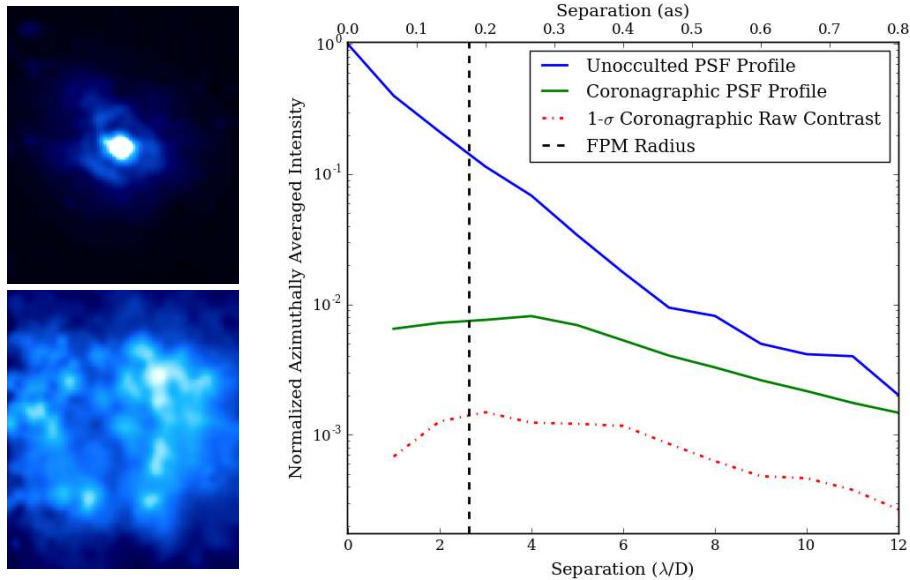 Separation (as)
0.0 0.1 0.2 0.3 0.4 0.5 0.6 0.7 0.8
10^0
10^-1
10^-2
10^-3
Normalized Azimuthally Averaged Intensity
Unocculted PSF Profile
Coronagraphic PSF Profile
1-σ Coronagraphic Raw Contrast
FPM Radius
0 2 4 6 8 10 12
Separation (λ/D)